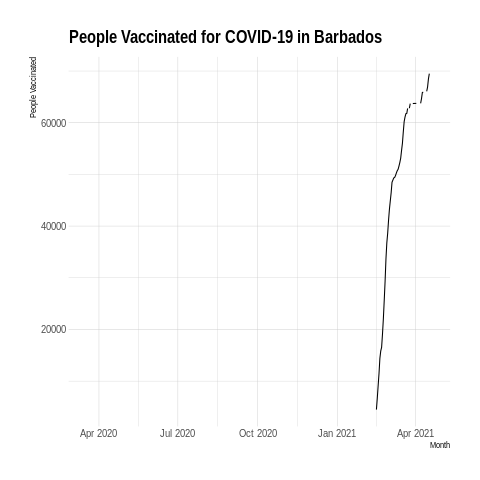 People Vaccinated for COVID-19 in Barbados
People Vaccinated
60000
40000
20000
Apr 2020
Jul 2020
Oct 2020
Jan 2021
Apr 2021
Month